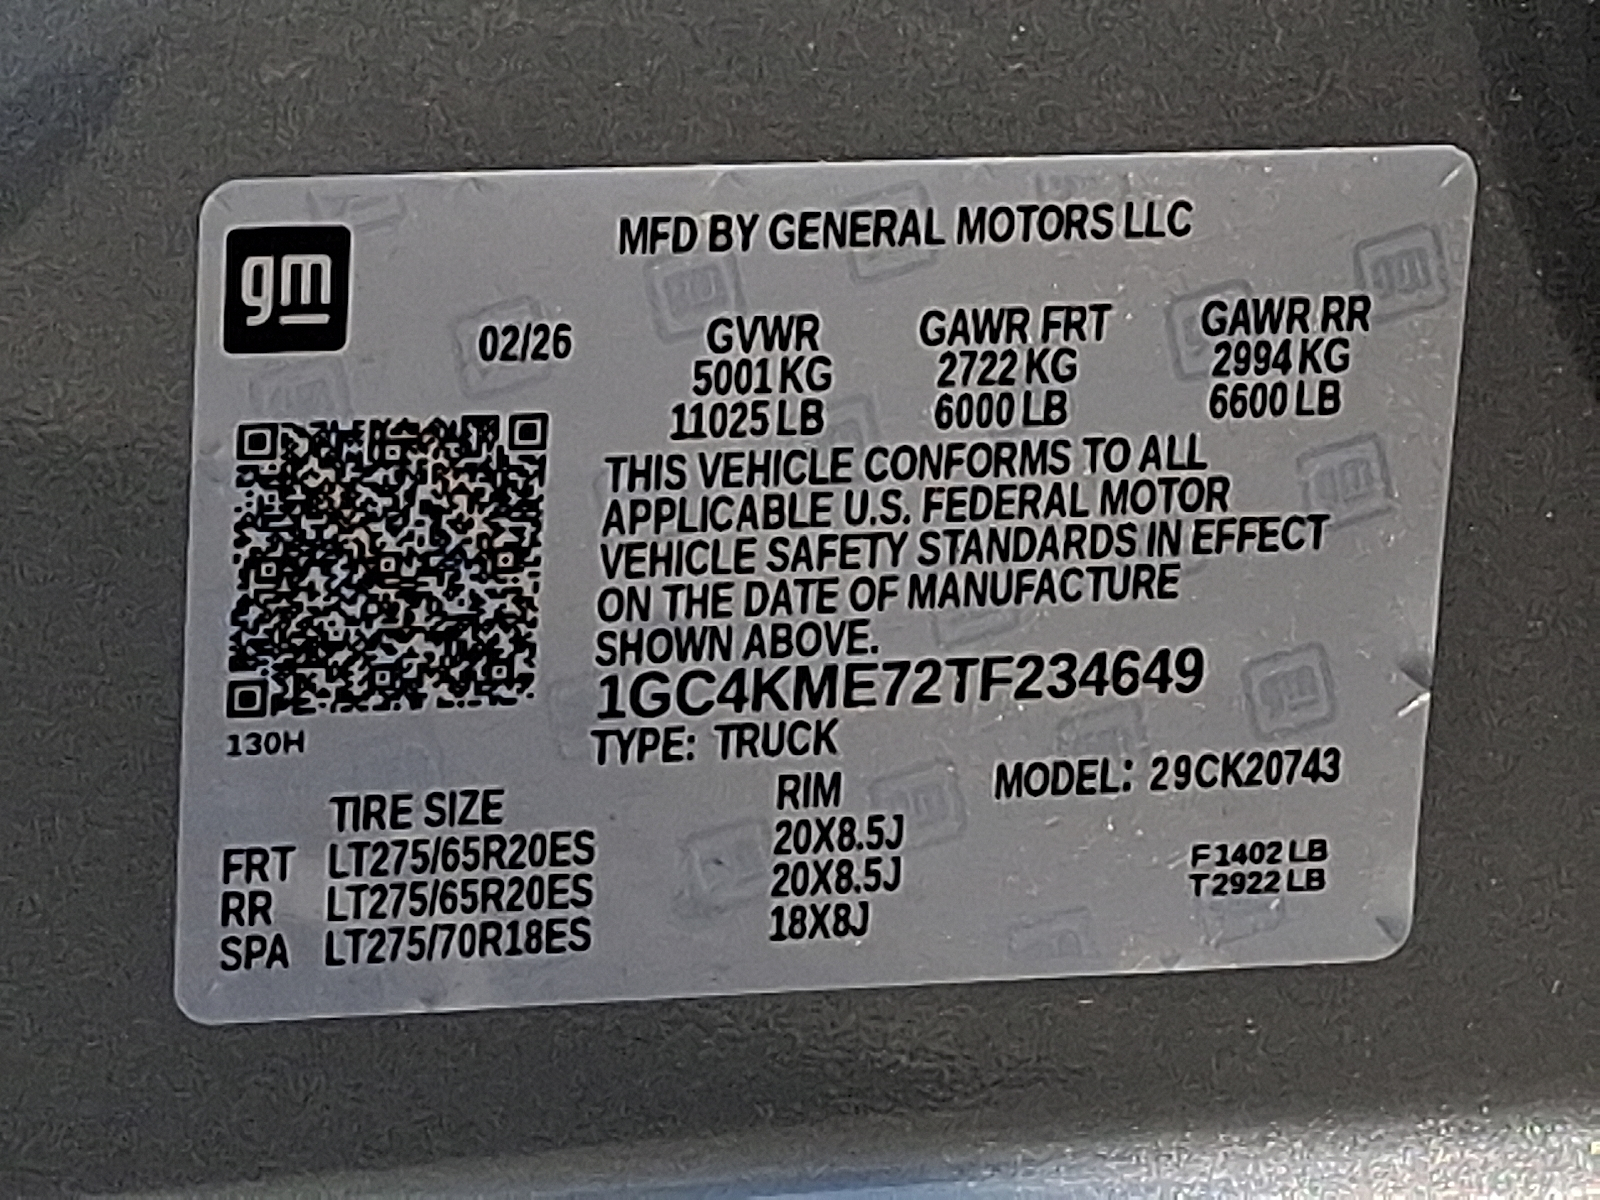 gm
MFD BY GENERAL MOTORS LLC
02/26
GVWR GAWR FRT GAWR RR
5001 KG 2722 KG 2994 KG
11025 LB 6000 LB 6600 LB
THIS VEHICLE CONFORMS TO ALL
APPLICABLE U.S. FEDERAL MOTOR
VEHICLE SAFETY STANDARDS IN EFFECT
ON THE DATE OF MANUFACTURE
SHOWN ABOVE.
1GC4KME72TF234649
130H
TYPE: TRUCK
MODEL: 29CK20743
TIRE SIZE RIM
FRT LT275/65R20ES 20X8.5J
RR LT275/65R20ES 20X8.5J
SPA LT275/70R18ES 18X8J
F1402 LB
T2922 LB